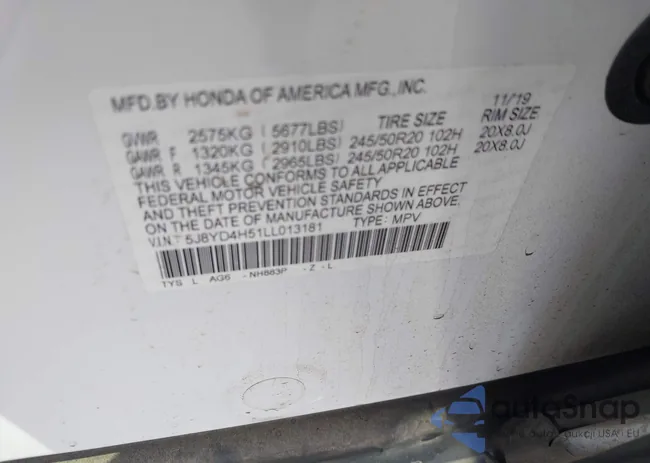 MFD.BY HONDA OF AMERICA MFG.,INC. 11/'19
GVWR 2575KG ( 5677LBS) TIRE SIZE RIM SIZE
GAWR F 1320KG ( 2910LBS) 245/50R20 102H 20X8.0J
GAWR R 1345KG ( 2965LBS) 245/50R20 102H 20X8.0J
THIS VEHICLE CONFORMS TO ALL APPLICABLE
FEDERAL MOTOR VEHICLE SAFETY
AND THEFT PREVENTION STANDARDS IN EFFECT
ON THE DATE OF MANUFACTURE SHOWN ABOVE.
V.I.N.: 5J8YD4H51LL013181 TYPE: MPV
TYS L AG6 - NH883P - Z - L
autoSnap
aukcji USA i EU